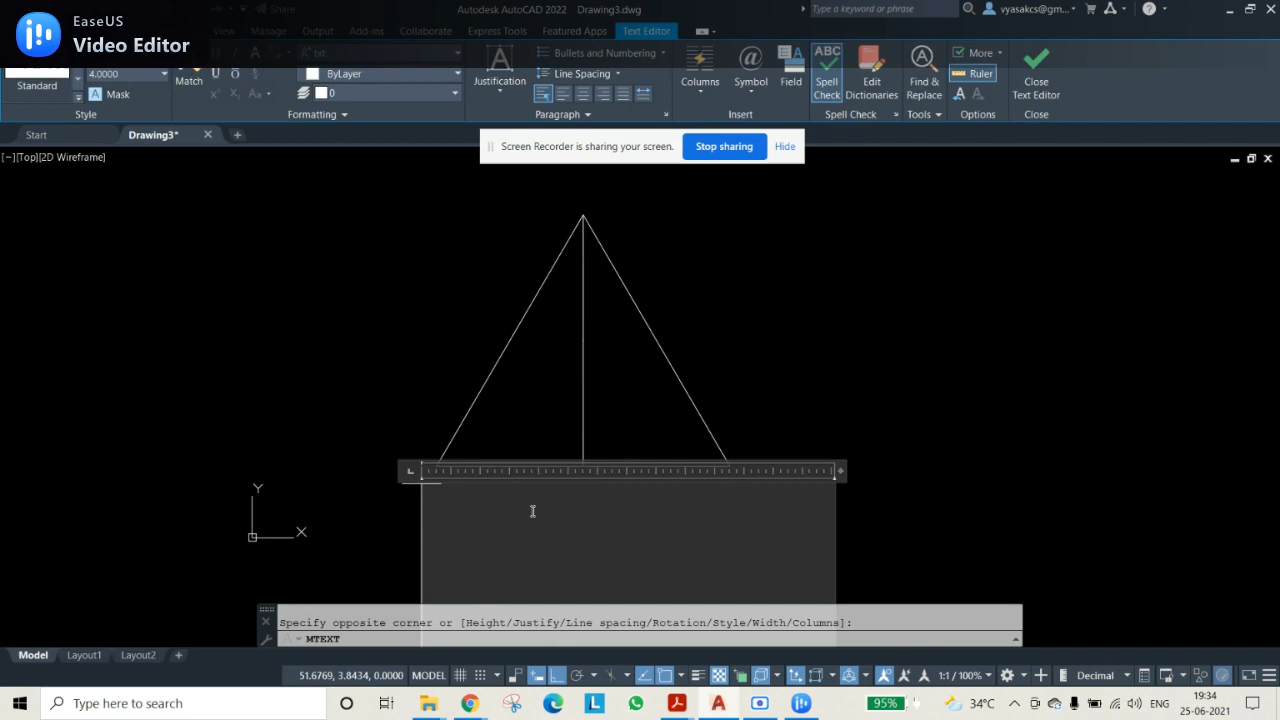 EaseUS
Video Editor
Share
Autodesk AutoCAD 2022 Drawing3.dwg
Type a keyword or phrase
vyasakcs@gm...
View Manage Output Add-ins Collaborate Express Tools Featured Apps Text Editor
Standard
4.0000
Mask
Match
txt
ByLayer
0
Justification
Bullets and Numbering
Line Spacing
Columns
Symbol
Field
Spell
Check
Edit
Dictionaries
Find &
Replace
More
Ruler
Close
Text Editor
Style
Formatting
Paragraph
Insert
Spell Check
Tools
Options
Close
Start
Drawing3*
Screen Recorder is sharing your screen. Stop sharing Hide
[−][Top][2D Wireframe]
Y
X
Specify opposite corner or [Height/Justify/Line spacing/Rotation/Style/Width/Columns]:
MTEXT
Model Layout1 Layout2
51.6769, 3.8434, 0.0000 MODEL 1:1 / 100% Decimal
Type here to search
95%
34°C
ENG
19:34
25-06-2021